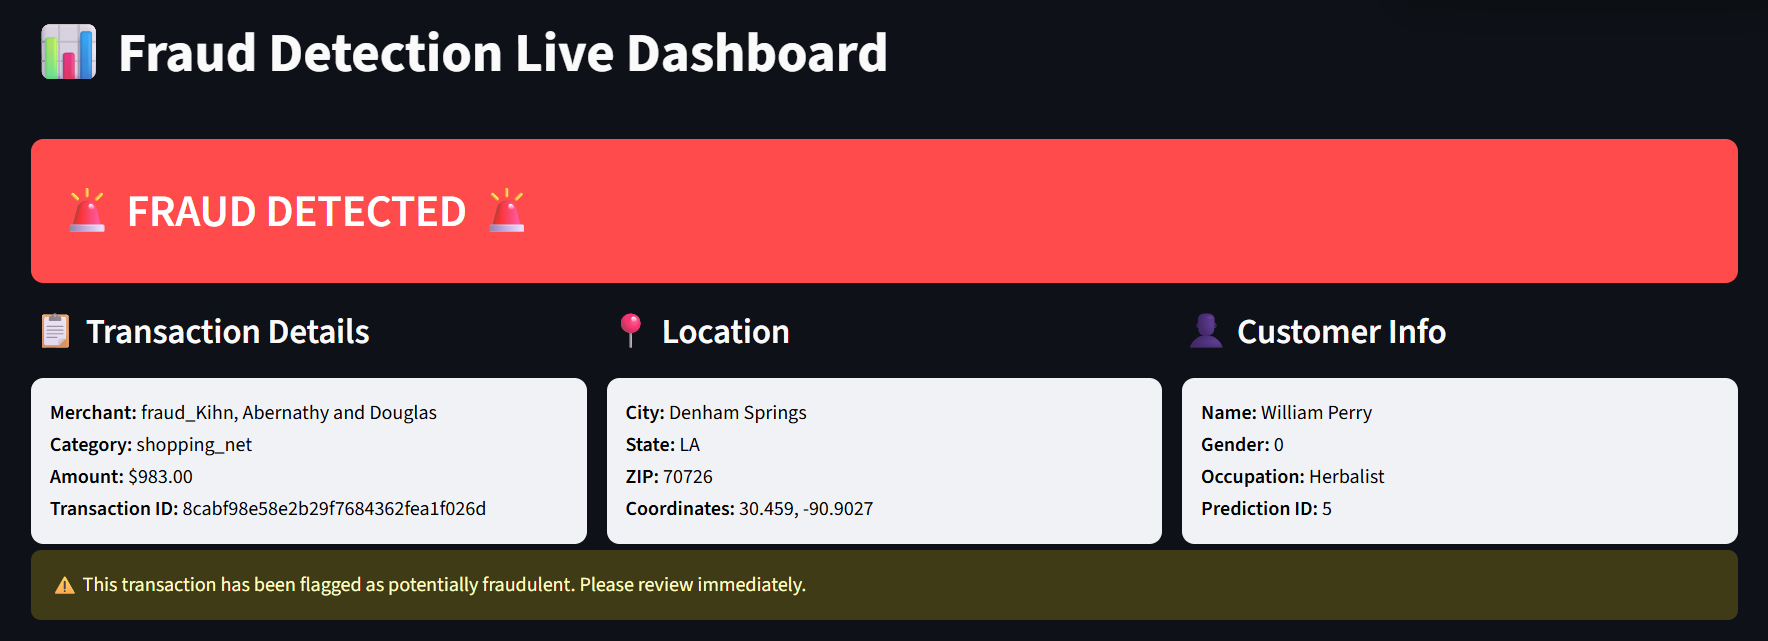 Fraud Detection Live Dashboard
FRAUD DETECTED
Transaction Details
Merchant: fraud_Kihn, Abernathy and Douglas
Category: shopping_net
Amount: $983.00
Transaction ID: 8cabf98e58e2b29f7684362fea1f026d
Location
City: Denham Springs
State: LA
ZIP: 70726
Coordinates: 30.459, -90.9027
Customer Info
Name: William Perry
Gender: 0
Occupation: Herbalist
Prediction ID: 5
This transaction has been flagged as potentially fraudulent. Please review immediately.